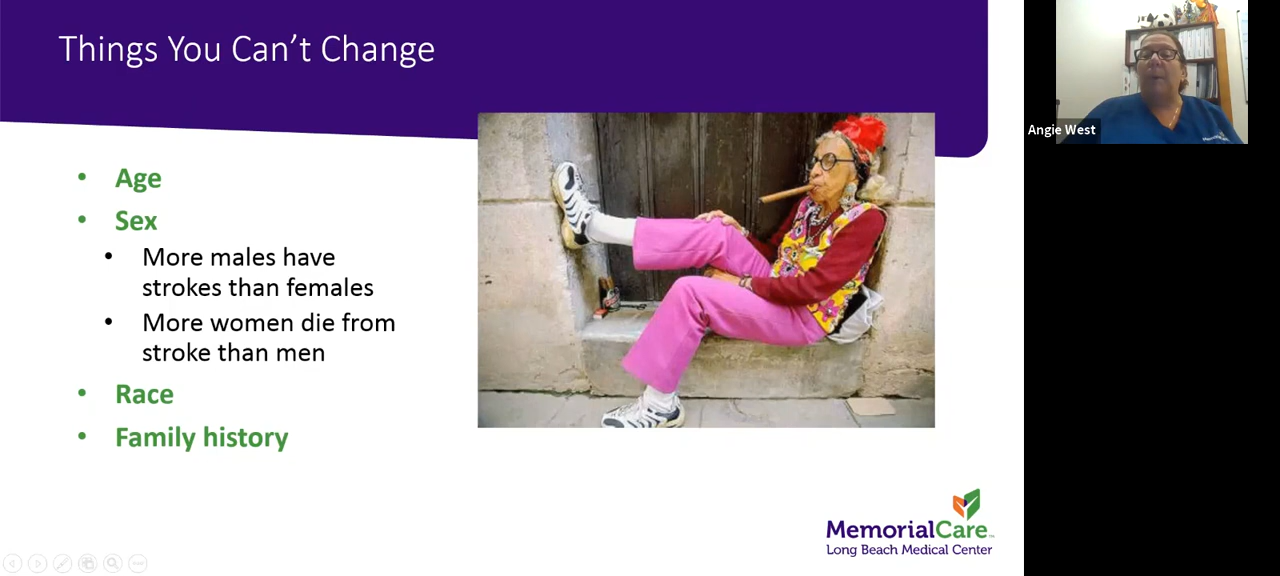 Things You Can't Change
• Age
• Sex
• More males have
strokes than females
• More women die from
stroke than men
• Race
• Family history
MemorialCare
Long Beach Medical Center
Angie West